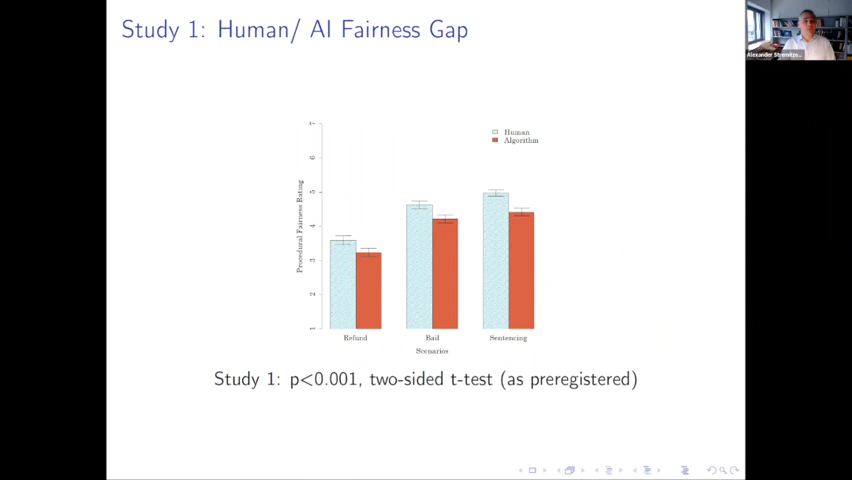 Study 1: Human/ AI Fairness Gap
Human
Algorithm
7
6
5
4
3
2
1
Procedural Fairness Rating
Refund Bail Sentencing
Scenarios
Study 1: p<0.001, two-sided t-test (as preregistered)
Alexander